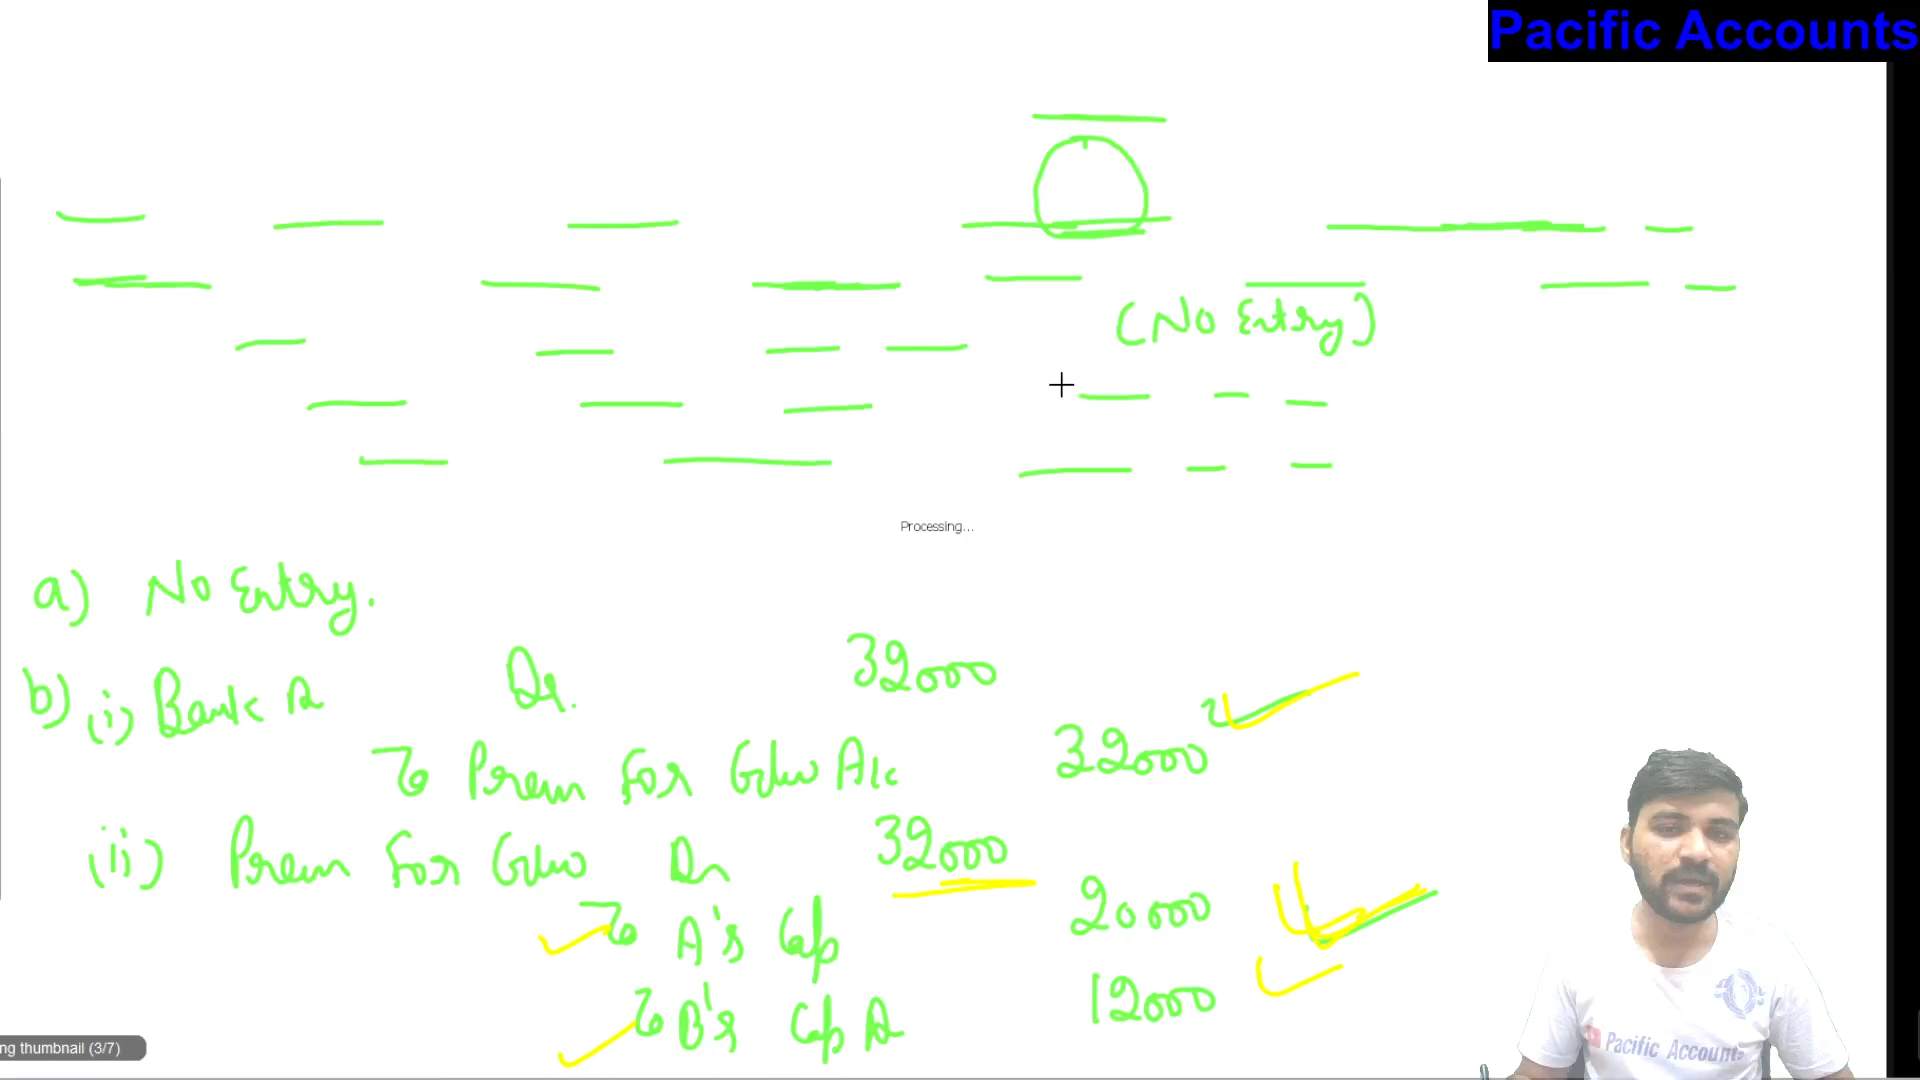 Pacific Accounts
(No Entry)
Processing...
a) No Entry.
b) (i) Bank A Dr. 32000
To Prem For Gdw A/c 32000
(ii) Prem For Gdw Dr 32000
To A's Cap 20000
To B's Cap A 12000
ng thumbnail (3/7)
Pacific Accounts